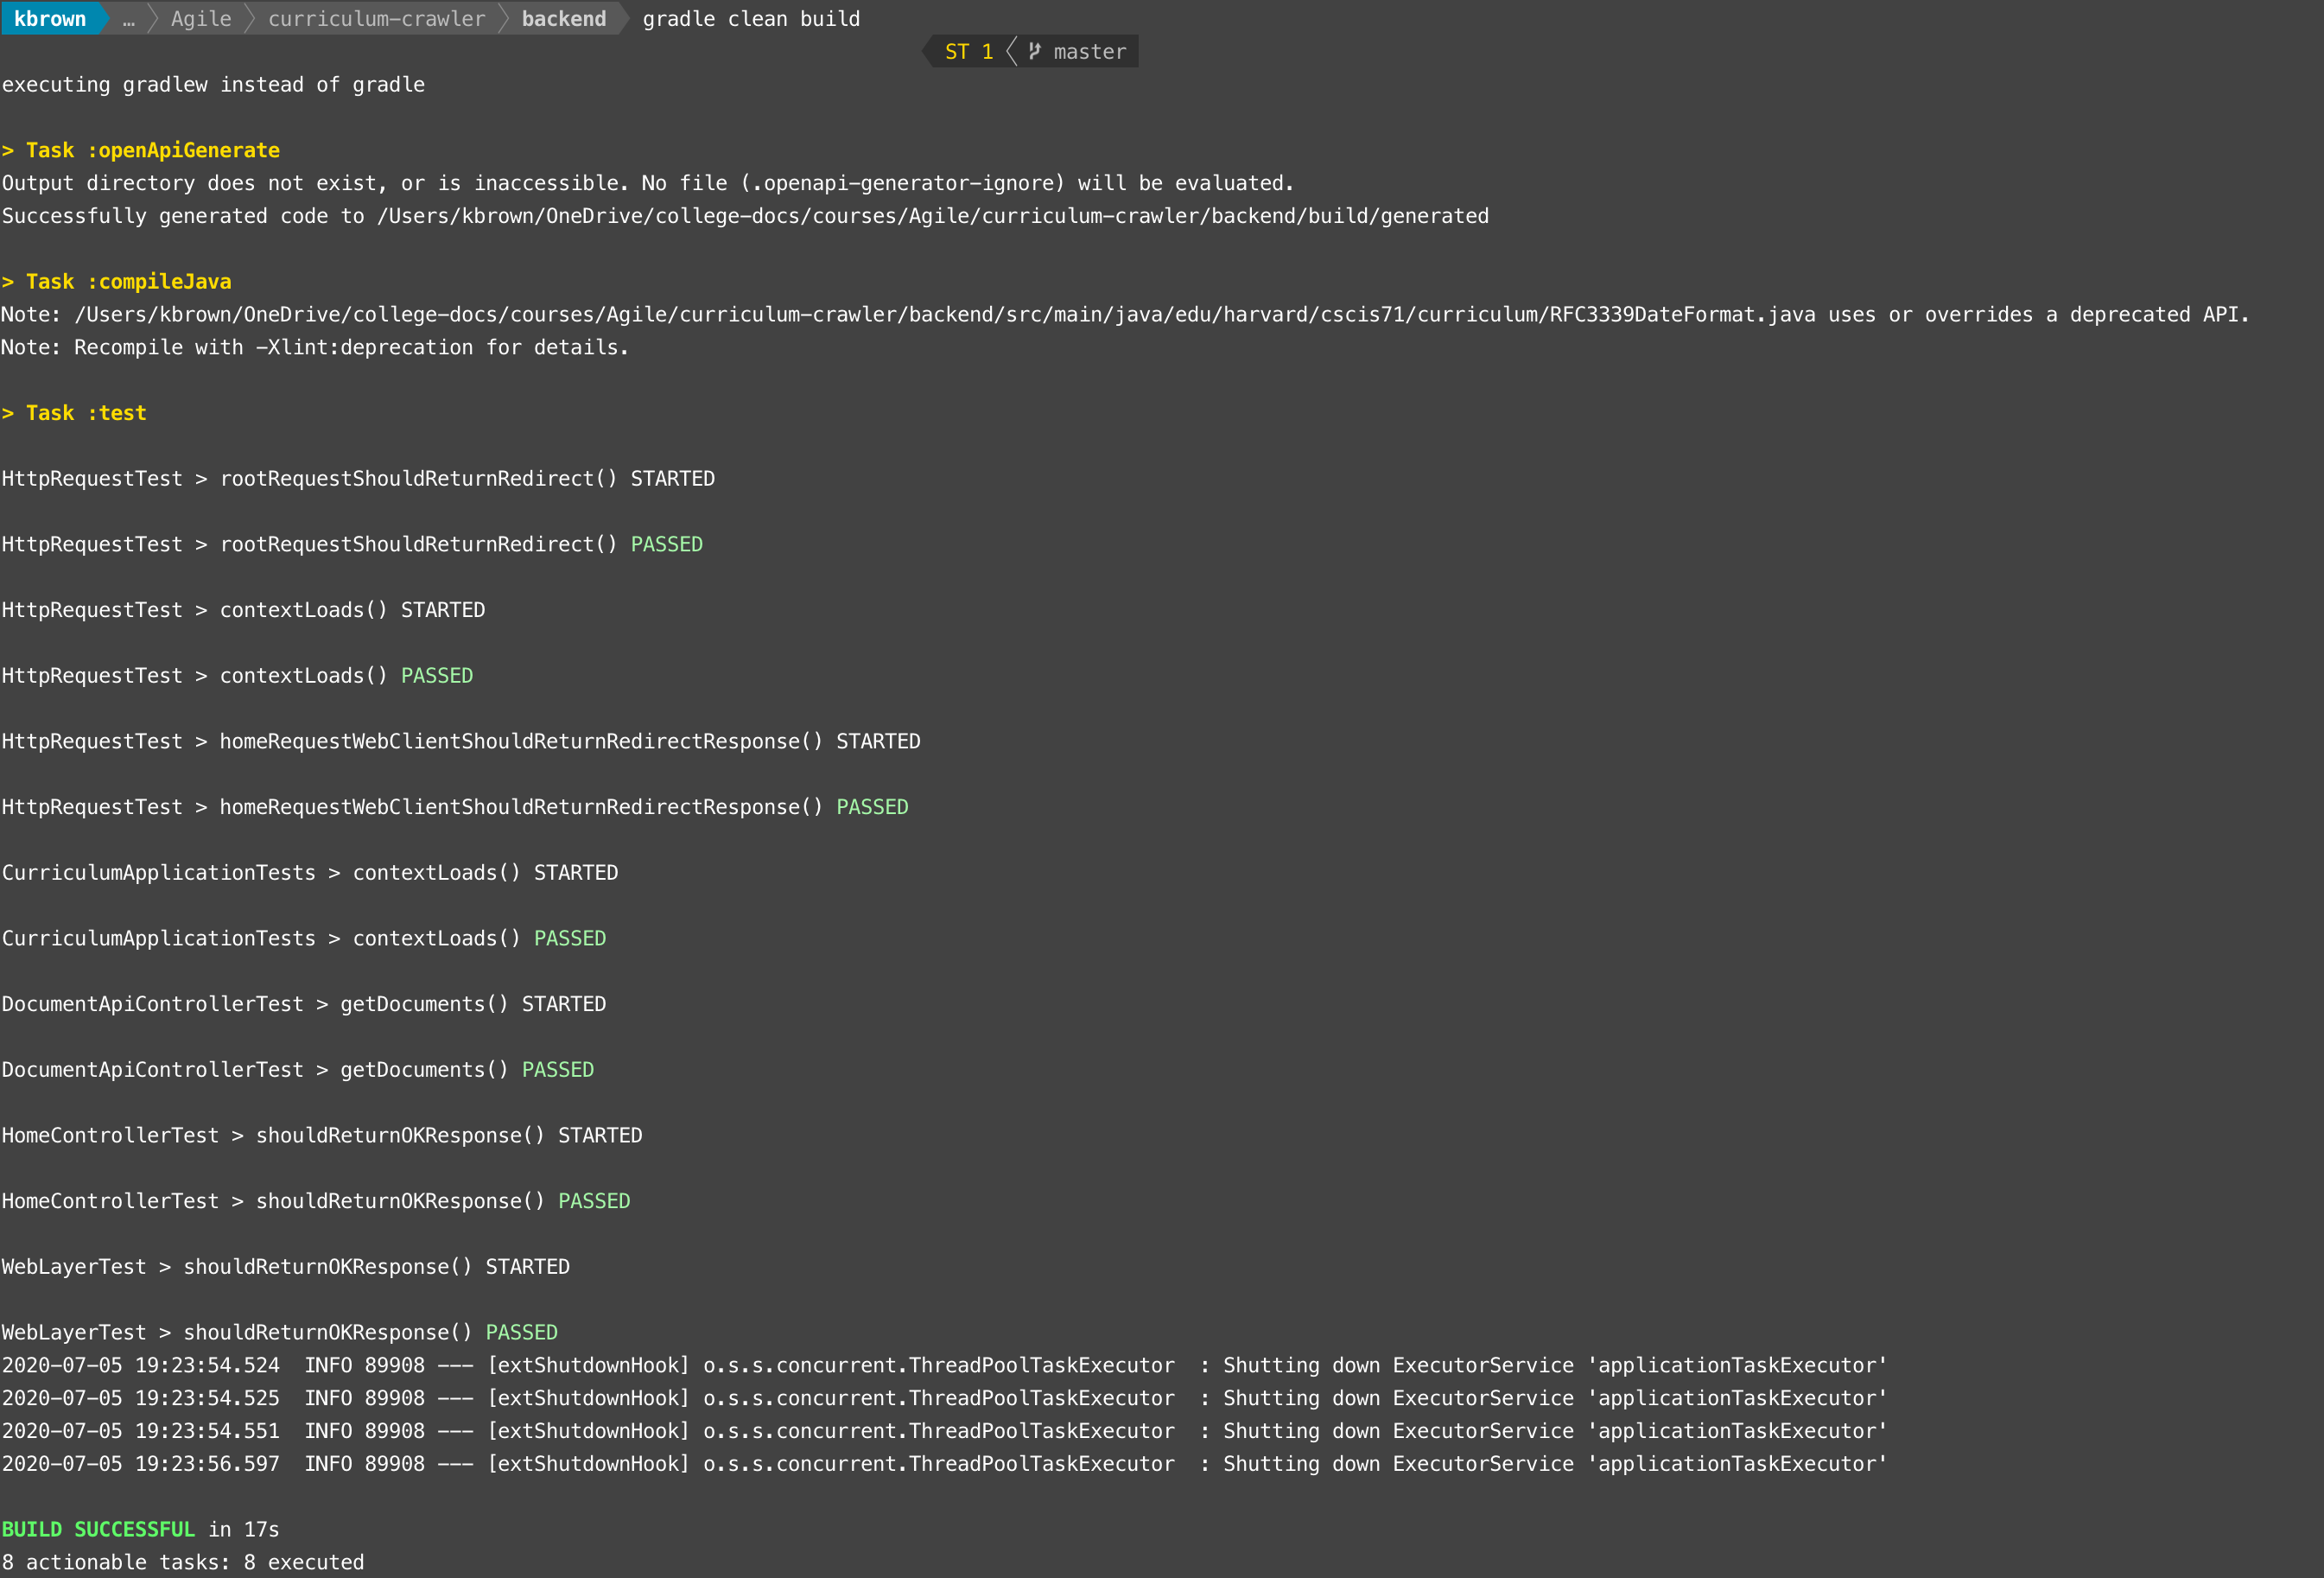 kbrown … Agile curriculum-crawler backend gradle clean build
ST 1 master
executing gradlew instead of gradle
> Task :openApiGenerate
Output directory does not exist, or is inaccessible. No file (.openapi-generator-ignore) will be evaluated.
Successfully generated code to /Users/kbrown/OneDrive/college-docs/courses/Agile/curriculum-crawler/backend/build/generated
> Task :compileJava
Note: /Users/kbrown/OneDrive/college-docs/courses/Agile/curriculum-crawler/backend/src/main/java/edu/harvard/cscis71/curriculum/RFC3339DateFormat.java uses or overrides a deprecated API.
Note: Recompile with -Xlint:deprecation for details.
> Task :test
HttpRequestTest > rootRequestShouldReturnRedirect() STARTED
HttpRequestTest > rootRequestShouldReturnRedirect() PASSED
HttpRequestTest > contextLoads() STARTED
HttpRequestTest > contextLoads() PASSED
HttpRequestTest > homeRequestWebClientShouldReturnRedirectResponse() STARTED
HttpRequestTest > homeRequestWebClientShouldReturnRedirectResponse() PASSED
CurriculumApplicationTests > contextLoads() STARTED
CurriculumApplicationTests > contextLoads() PASSED
DocumentApiControllerTest > getDocuments() STARTED
DocumentApiControllerTest > getDocuments() PASSED
HomeControllerTest > shouldReturnOKResponse() STARTED
HomeControllerTest > shouldReturnOKResponse() PASSED
WebLayerTest > shouldReturnOKResponse() STARTED
WebLayerTest > shouldReturnOKResponse() PASSED
2020-07-05 19:23:54.524  INFO 89908 --- [extShutdownHook] o.s.s.concurrent.ThreadPoolTaskExecutor  : Shutting down ExecutorService 'applicationTaskExecutor'
2020-07-05 19:23:54.525  INFO 89908 --- [extShutdownHook] o.s.s.concurrent.ThreadPoolTaskExecutor  : Shutting down ExecutorService 'applicationTaskExecutor'
2020-07-05 19:23:54.551  INFO 89908 --- [extShutdownHook] o.s.s.concurrent.ThreadPoolTaskExecutor  : Shutting down ExecutorService 'applicationTaskExecutor'
2020-07-05 19:23:56.597  INFO 89908 --- [extShutdownHook] o.s.s.concurrent.ThreadPoolTaskExecutor  : Shutting down ExecutorService 'applicationTaskExecutor'
BUILD SUCCESSFUL in 17s
8 actionable tasks: 8 executed